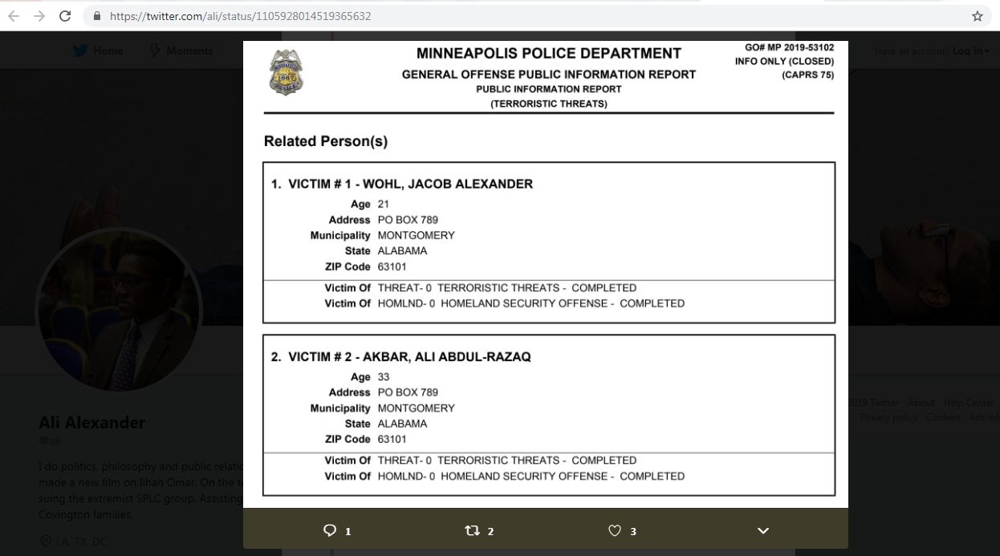 https://twitter.com/ali/status/1105928014519365632
Home
Moments
Have an account? Log in
MINNEAPOLIS POLICE DEPARTMENT
GENERAL OFFENSE PUBLIC INFORMATION REPORT
PUBLIC INFORMATION REPORT
(TERRORISTIC THREATS)
GO# MP 2019-53102
INFO ONLY (CLOSED)
(CAPRS 75)
Related Person(s)
1. VICTIM # 1 - WOHL, JACOB ALEXANDER
Age 21
Address PO BOX 789
Municipality MONTGOMERY
State ALABAMA
ZIP Code 63101
Victim Of THREAT- 0 TERRORISTIC THREATS - COMPLETED
Victim Of HOMLND- 0 HOMELAND SECURITY OFFENSE - COMPLETED
2. VICTIM # 2 - AKBAR, ALI ABDUL-RAZAQ
Age 33
Address PO BOX 789
Municipality MONTGOMERY
State ALABAMA
ZIP Code 63101
Victim Of THREAT- 0 TERRORISTIC THREATS - COMPLETED
Victim Of HOMLND- 0 HOMELAND SECURITY OFFENSE - COMPLETED
1 2 3
Ali Alexander
@ali
I do politics, philosophy and public
made a new film on Ilhan Omar. On the
suing the extremist SPLC group. Assisting
Covington families.
LA, TX, DC
2019 Twitter About Help Center
Privacy policy Cookies Ads